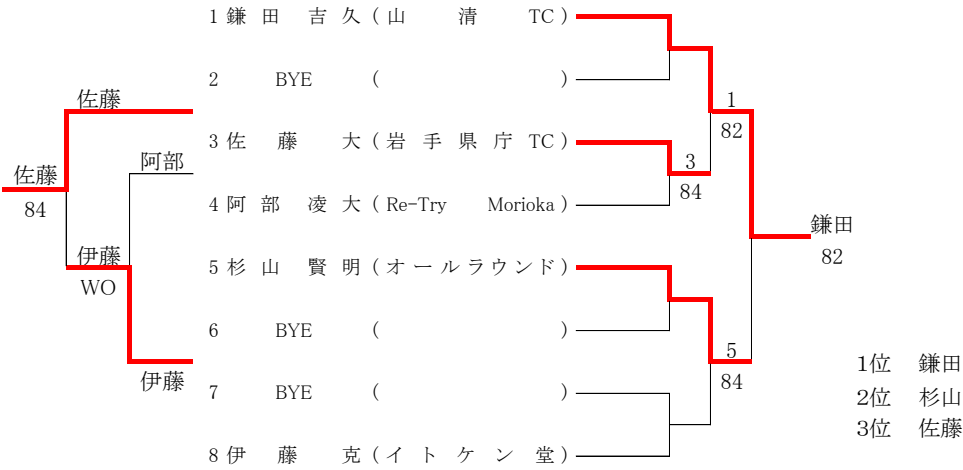 1 鎌田 吉久 (山 清 TC)
2 BYE ( )
佐藤
1
82
3 佐藤 大 (岩手県庁 TC)
阿部
3
佐藤
84
84
4 阿部 凌大 (Re-Try Morioka)
鎌田
82
伊藤
WO
5 杉山 賢明 (オールラウンド)
6 BYE ( )
5
84
伊藤
7 BYE ( )
8 伊藤 克 (イトケン堂)
1位 鎌田
2位 杉山
3位 佐藤